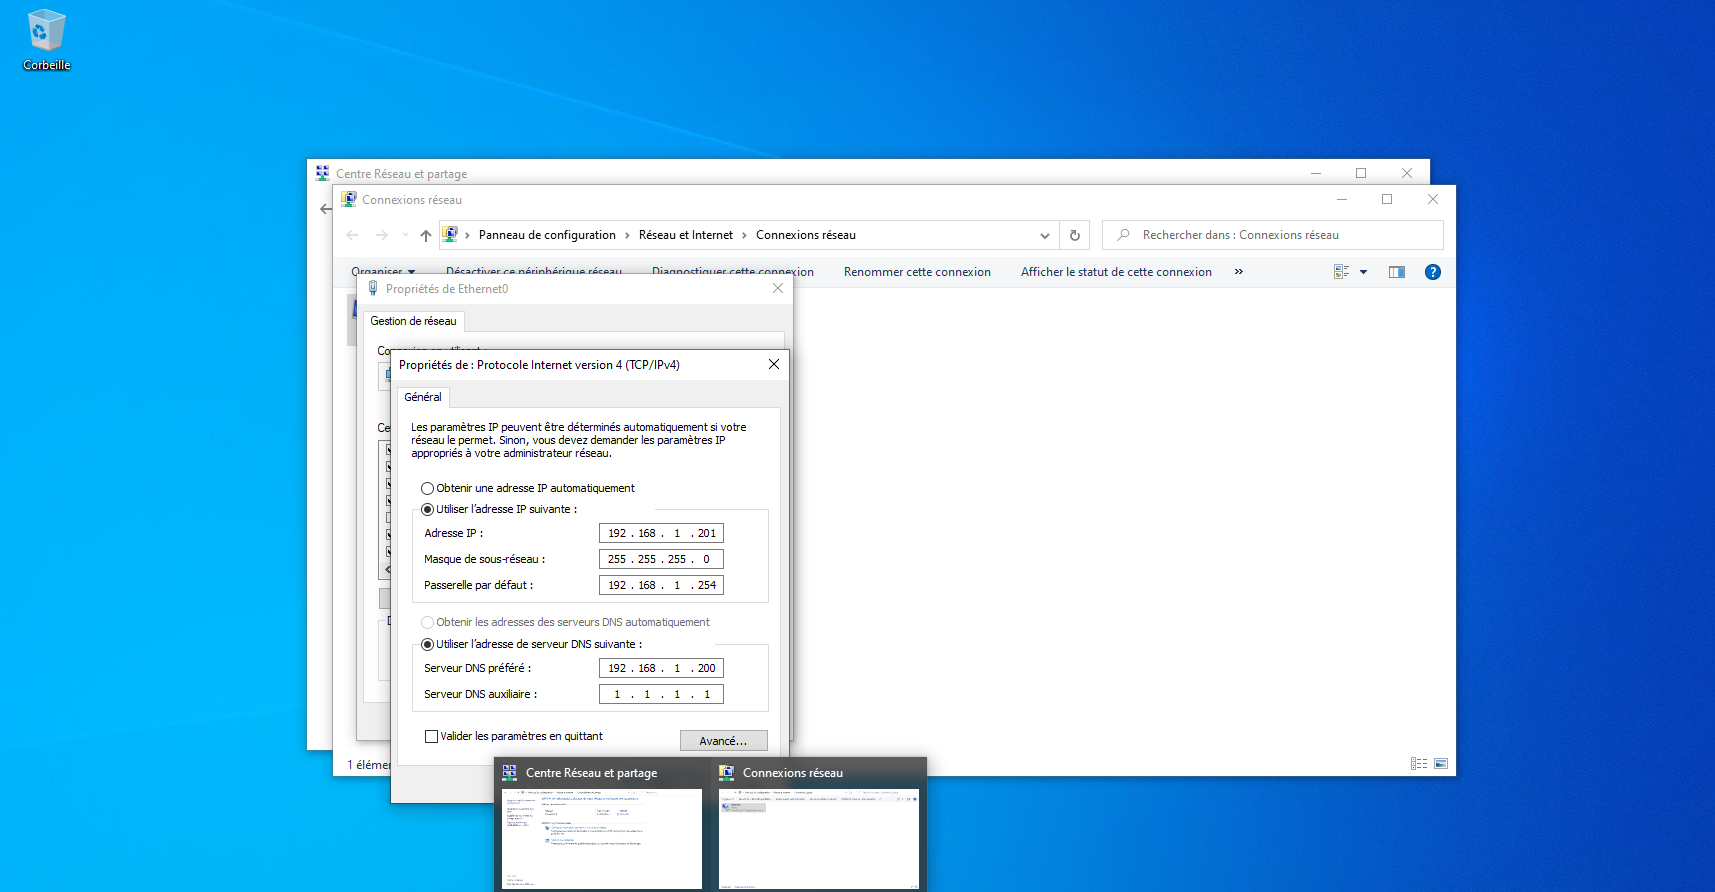 Corbeille
Centre Réseau et partage
Connexions réseau
Panneau de configuration
Réseau et Internet
Connexions réseau
Rechercher dans : Connexions réseau
Organiser
Désactiver ce périphérique réseau
Diagnostiquer cette connexion
Renommer cette connexion
Afficher le statut de cette connexion
»
Propriétés de Ethernet0
Gestion de réseau
Propriétés de : Protocole Internet version 4 (TCP/IPv4)
Général
Les paramètres IP peuvent être déterminés automatiquement si votre
réseau le permet. Sinon, vous devez demander les paramètres IP
appropriés à votre administrateur réseau.
Obtenir une adresse IP automatiquement
Utiliser l'adresse IP suivante :
Adresse IP : 192 . 168 . 1 . 201
Masque de sous-réseau : 255 . 255 . 255 . 0
Passerelle par défaut : 192 . 168 . 1 . 254
Obtenir les adresses des serveurs DNS automatiquement
Utiliser l'adresse de serveur DNS suivante :
Serveur DNS préféré : 192 . 168 . 1 . 200
Serveur DNS auxiliaire : 1 . 1 . 1 . 1
Valider les paramètres en quittant
Avancé...
1 élémen
Centre Réseau et partage
Connexions réseau